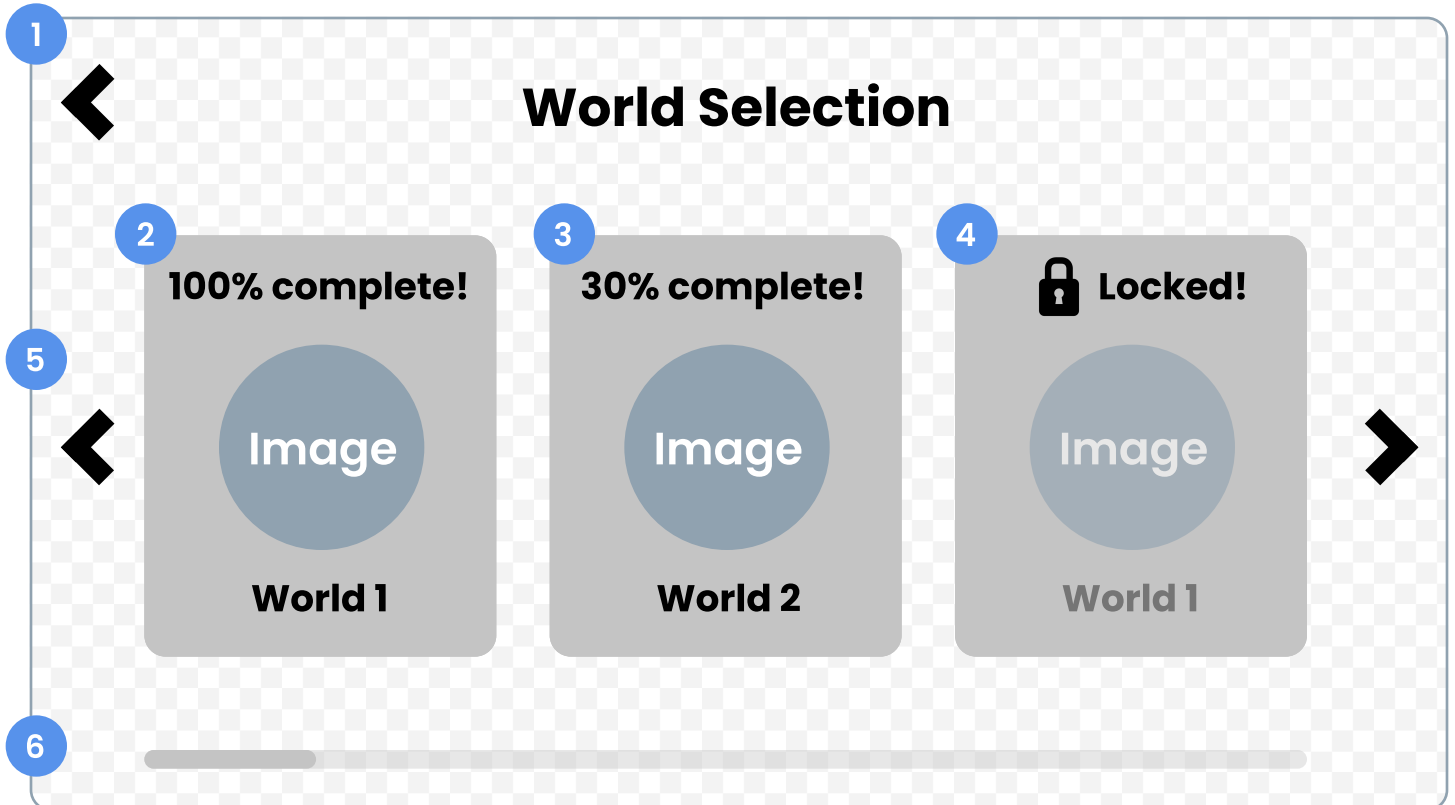 1
World Selection
2
3
4
100% complete!
30% complete!
Locked!
5
Image
Image
Image
World 1
World 2
World 1
6